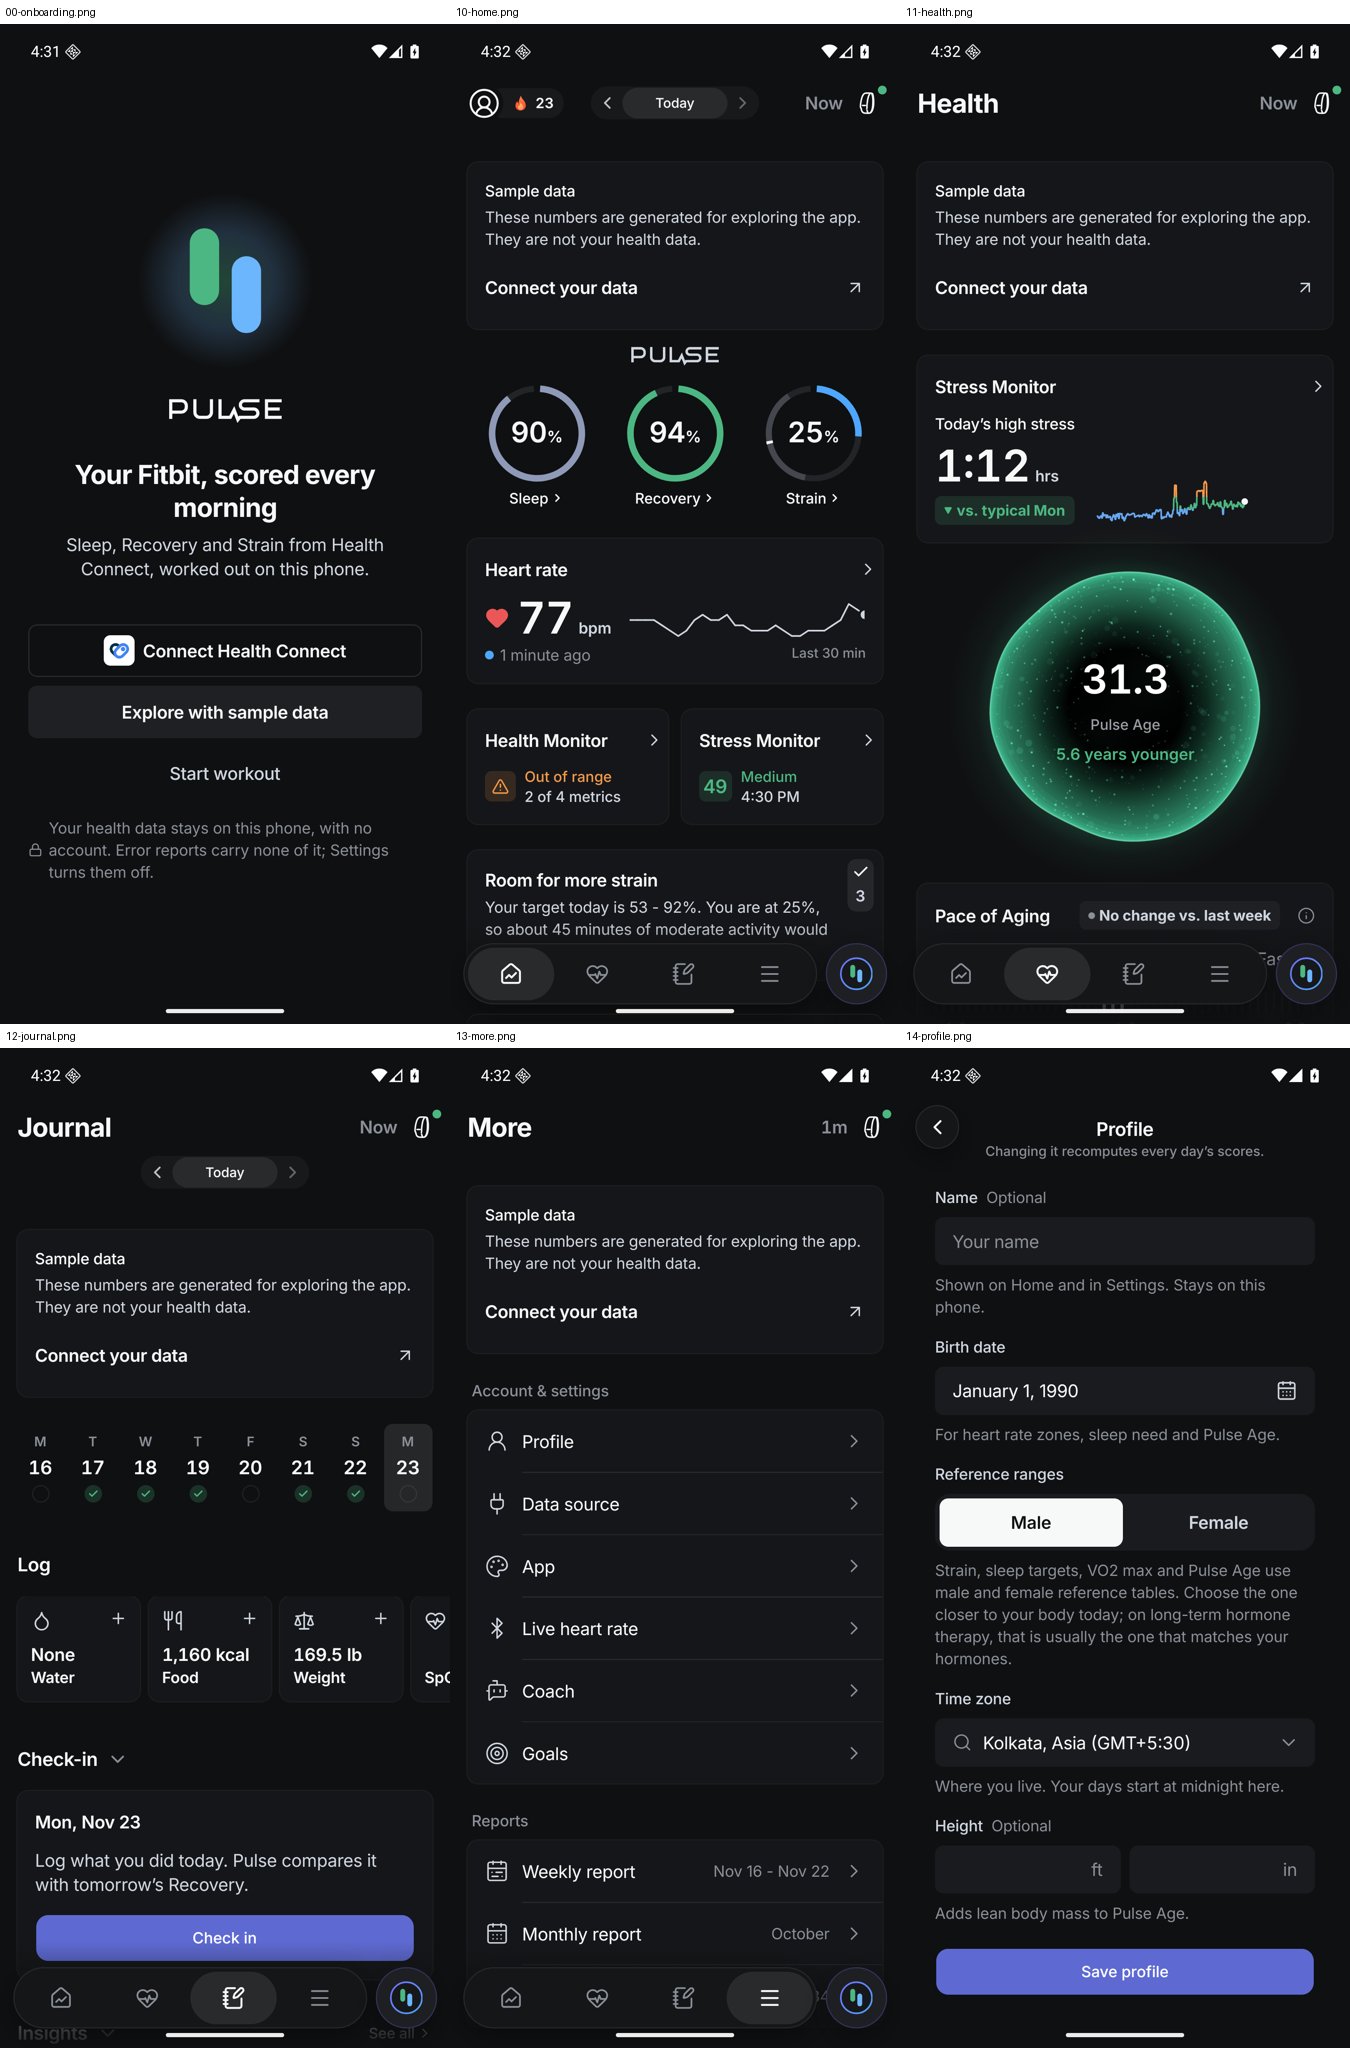 00-onboarding.png
4:31
PULSE
Your Fitbit, scored every
morning
Sleep, Recovery and Strain from Health
Connect, worked out on this phone.
Connect Health Connect
Explore with sample data
Start workout
Your health data stays on this phone, with no
account. Error reports carry none of it; Settings
turns them off.
10-home.png
4:32
23
Today
Now
Sample data
These numbers are generated for exploring the app.
They are not your health data.
Connect your data
PULSE
90%
94%
25%
Sleep
Recovery
Strain
Heart rate
77 bpm
1 minute ago
Last 30 min
Health Monitor
Out of range
2 of 4 metrics
Stress Monitor
49
Medium
4:30 PM
Room for more strain
3
Your target today is 53 - 92%. You are at 25%,
so about 45 minutes of moderate activity would
11-health.png
4:32
Health
Now
Sample data
These numbers are generated for exploring the app.
They are not your health data.
Connect your data
Stress Monitor
Today's high stress
1:12 hrs
vs. typical Mon
31.3
Pulse Age
5.6 years younger
Pace of Aging
No change vs. last week
12-journal.png
4:32
Journal
Now
Today
Sample data
These numbers are generated for exploring the app.
They are not your health data.
Connect your data
M T W T F S S M
16 17 18 19 20 21 22 23
Log
None
Water
1,160 kcal
Food
169.5 lb
Weight
Check-in
Mon, Nov 23
Log what you did today. Pulse compares it
with tomorrow's Recovery.
Check in
Insights
See all
13-more.png
4:32
More
1m
Sample data
These numbers are generated for exploring the app.
They are not your health data.
Connect your data
Account & settings
Profile
Data source
App
Live heart rate
Coach
Goals
Reports
Weekly report
Nov 16 - Nov 22
Monthly report
October
14-profile.png
4:32
Profile
Changing it recomputes every day's scores.
Name Optional
Your name
Shown on Home and in Settings. Stays on this
phone.
Birth date
January 1, 1990
For heart rate zones, sleep need and Pulse Age.
Reference ranges
Male
Female
Strain, sleep targets, VO2 max and Pulse Age use
male and female reference tables. Choose the one
closer to your body today; on long-term hormone
therapy, that is usually the one that matches your
hormones.
Time zone
Kolkata, Asia (GMT+5:30)
Where you live. Your days start at midnight here.
Height Optional
ft
in
Adds lean body mass to Pulse Age.
Save profile